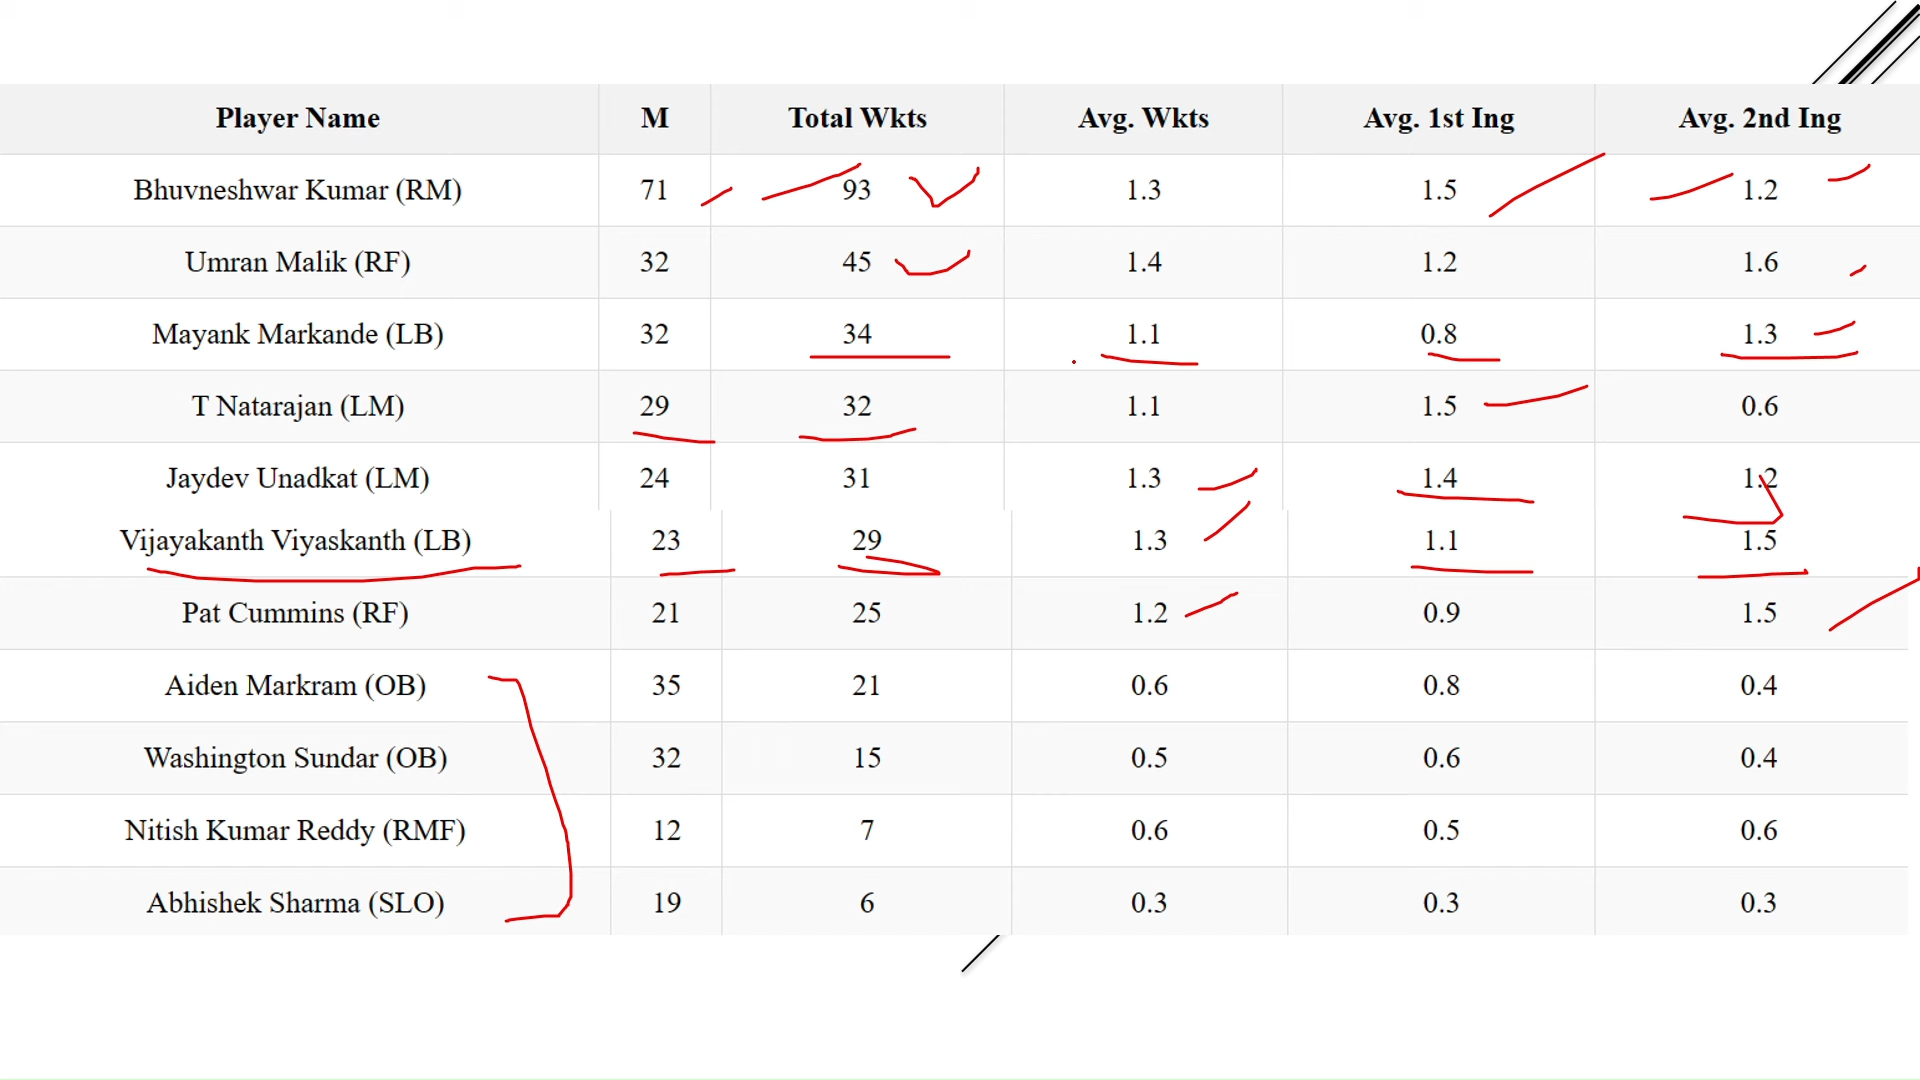 Player Name M Total Wkts Avg. Wkts Avg. 1st Ing Avg. 2nd Ing
Bhuvneshwar Kumar (RM) 71 93 1.3 1.5 1.2
Umran Malik (RF) 32 45 1.4 1.2 1.6
Mayank Markande (LB) 32 34 1.1 0.8 1.3
T Natarajan (LM) 29 32 1.1 1.5 0.6
Jaydev Unadkat (LM) 24 31 1.3 1.4 1.2
Vijayakanth Viyaskanth (LB) 23 29 1.3 1.1 1.5
Pat Cummins (RF) 21 25 1.2 0.9 1.5
Aiden Markram (OB) 35 21 0.6 0.8 0.4
Washington Sundar (OB) 32 15 0.5 0.6 0.4
Nitish Kumar Reddy (RMF) 12 7 0.6 0.5 0.6
Abhishek Sharma (SLO) 19 6 0.3 0.3 0.3